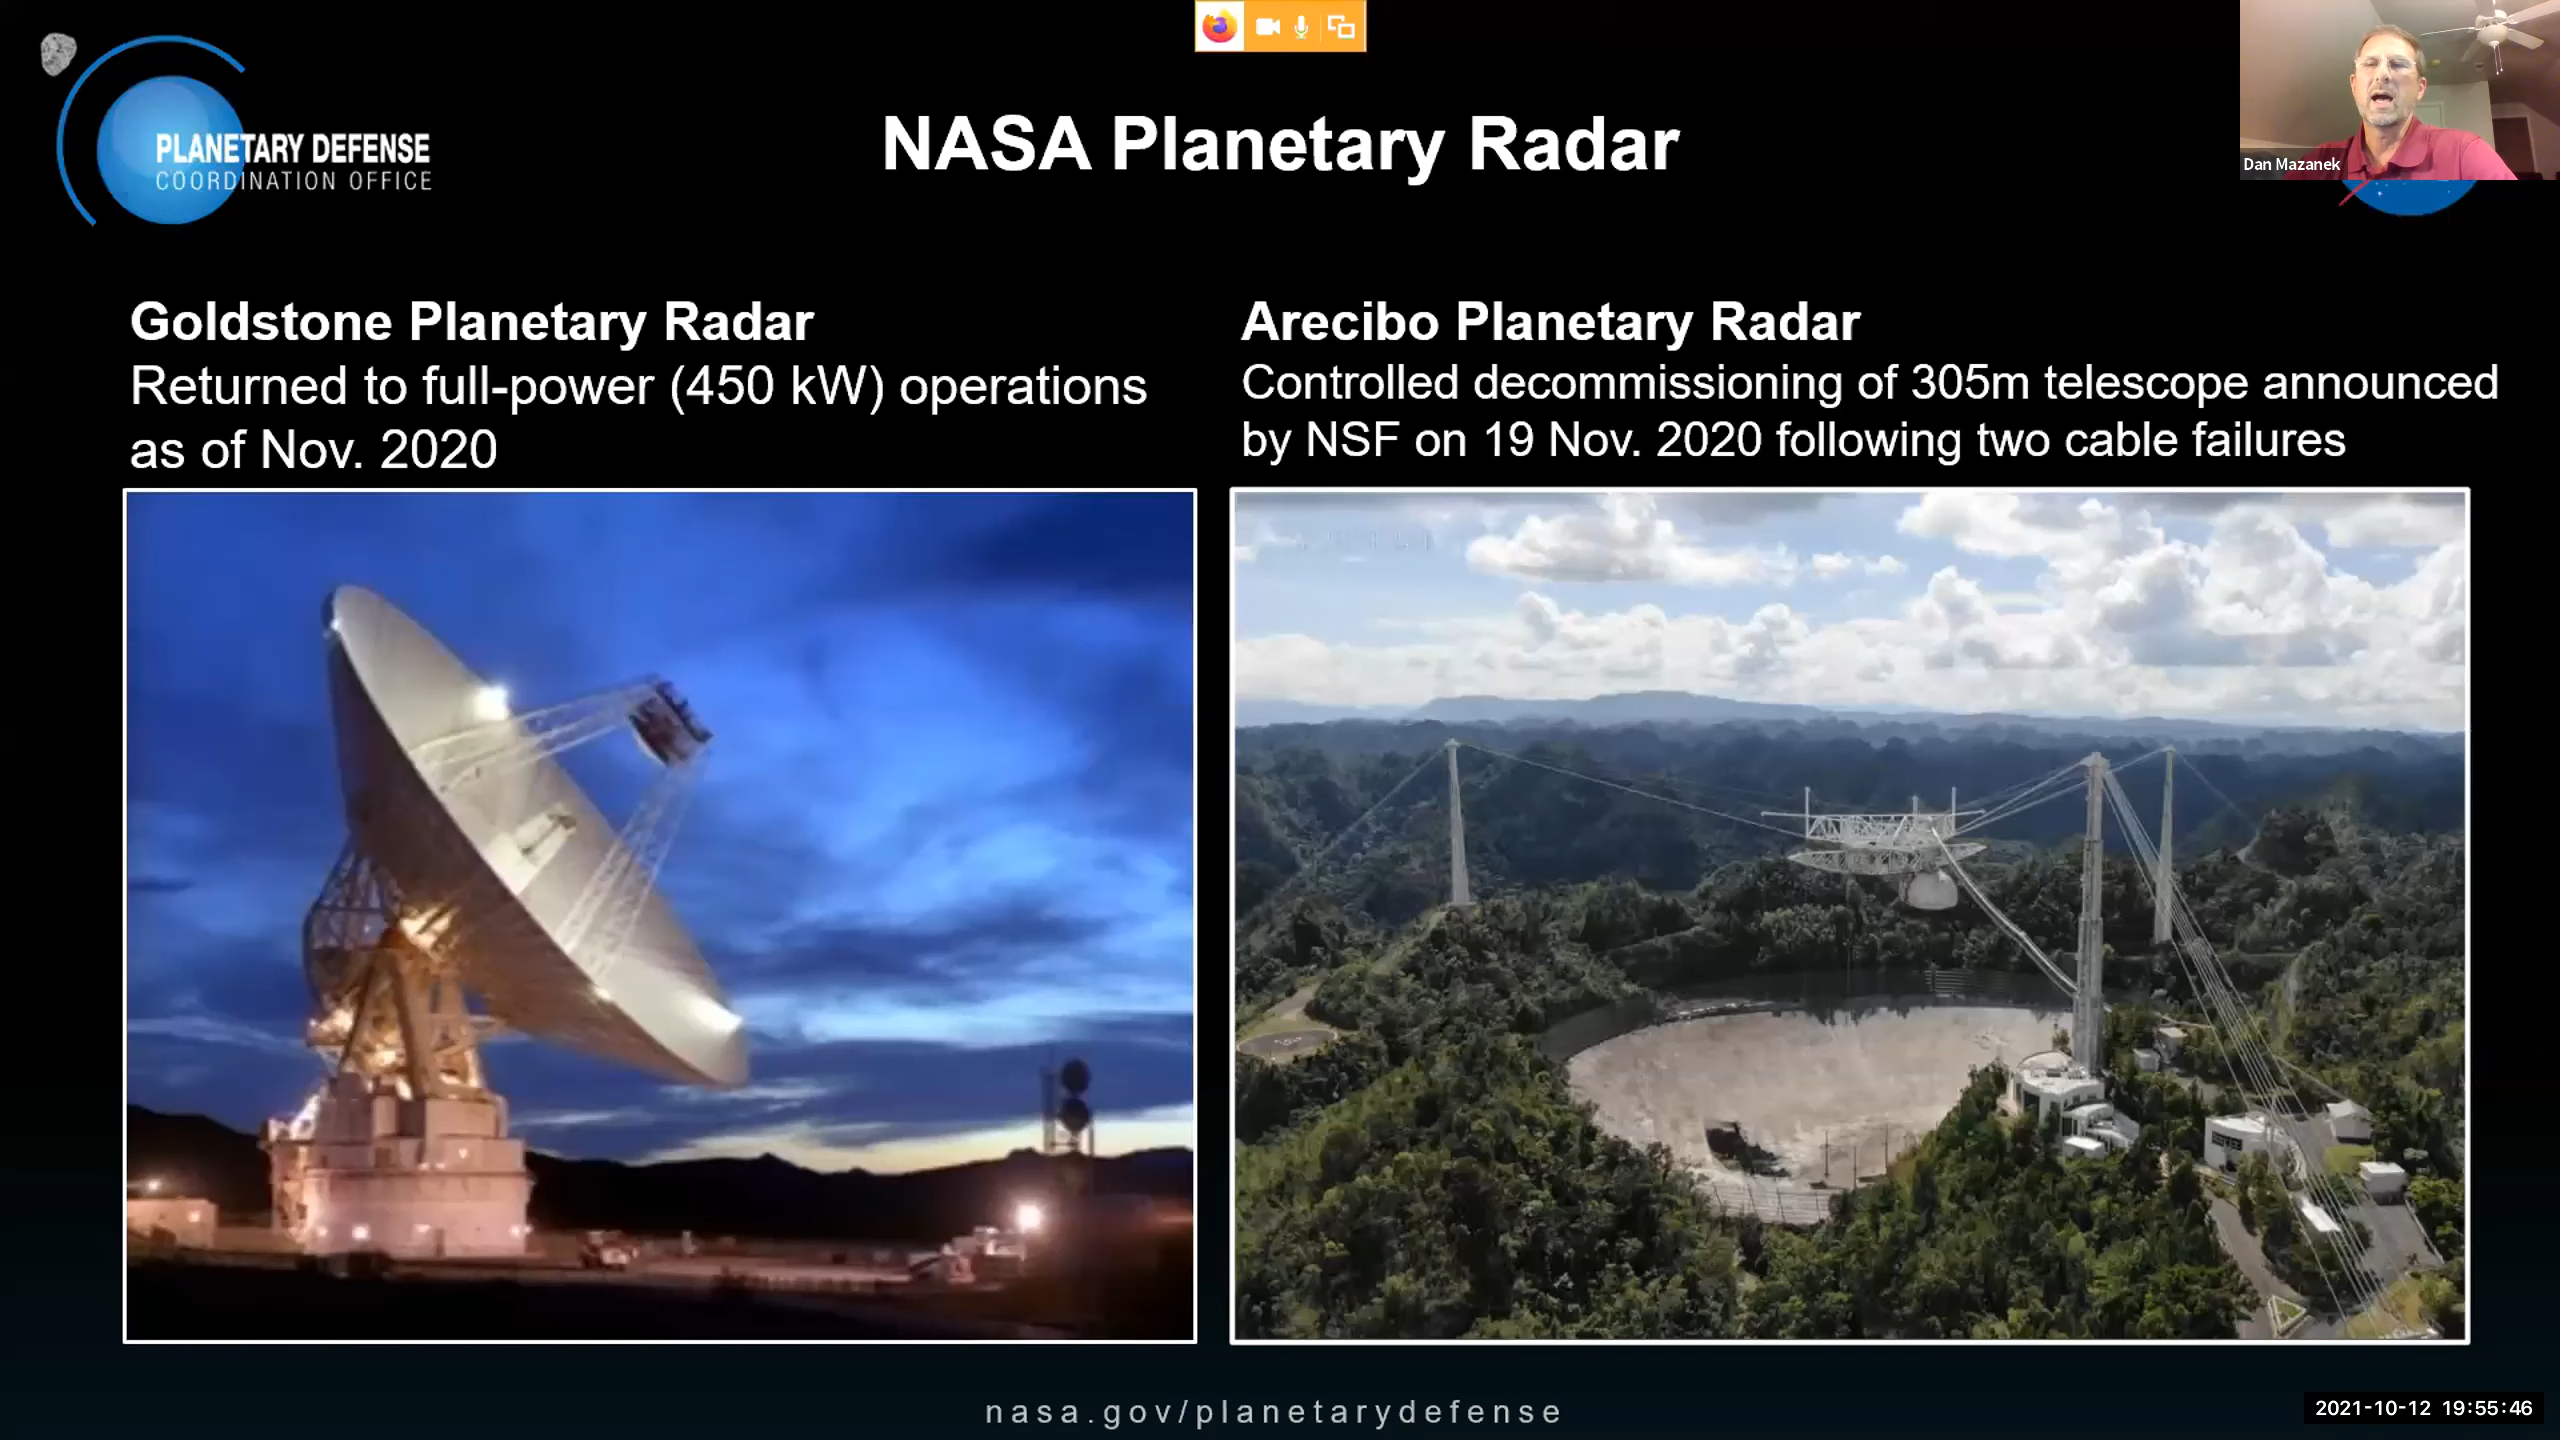 PLANETARY DEFENSE
COORDINATION OFFICE
NASA Planetary Radar
Dan Mazanek
Goldstone Planetary Radar
Returned to full-power (450 kW) operations
as of Nov. 2020
Arecibo Planetary Radar
Controlled decommissioning of 305m telescope announced
by NSF on 19 Nov. 2020 following two cable failures
nasa.gov/planetarydefense
2021-10-12 19:55:46